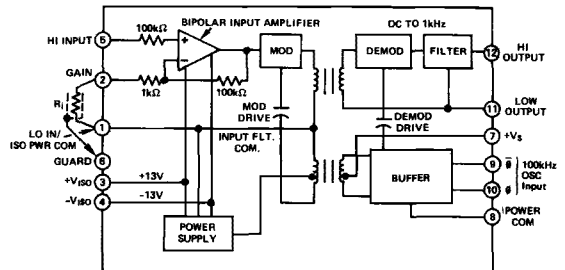 BIPOLAR INPUT AMPLIFIER
DC TO 1kHz
100kΩ
HI INPUT 5
+
−
MOD
DEMOD
FILTER
12 HI
OUTPUT
GAIN
2
1kΩ
100kΩ
MOD
DRIVE
DEMOD
DRIVE
11 LOW
OUTPUT
Ri
7 +VS
LO IN/
ISO PWR COM
1
INPUT FLT.
COM.
GUARD 6
BUFFER
9 ø̅
10 ø
100kHz
OSC
Input
+VISO 3 +13V
−VISO 4 −13V
8 POWER
COM
POWER
SUPPLY